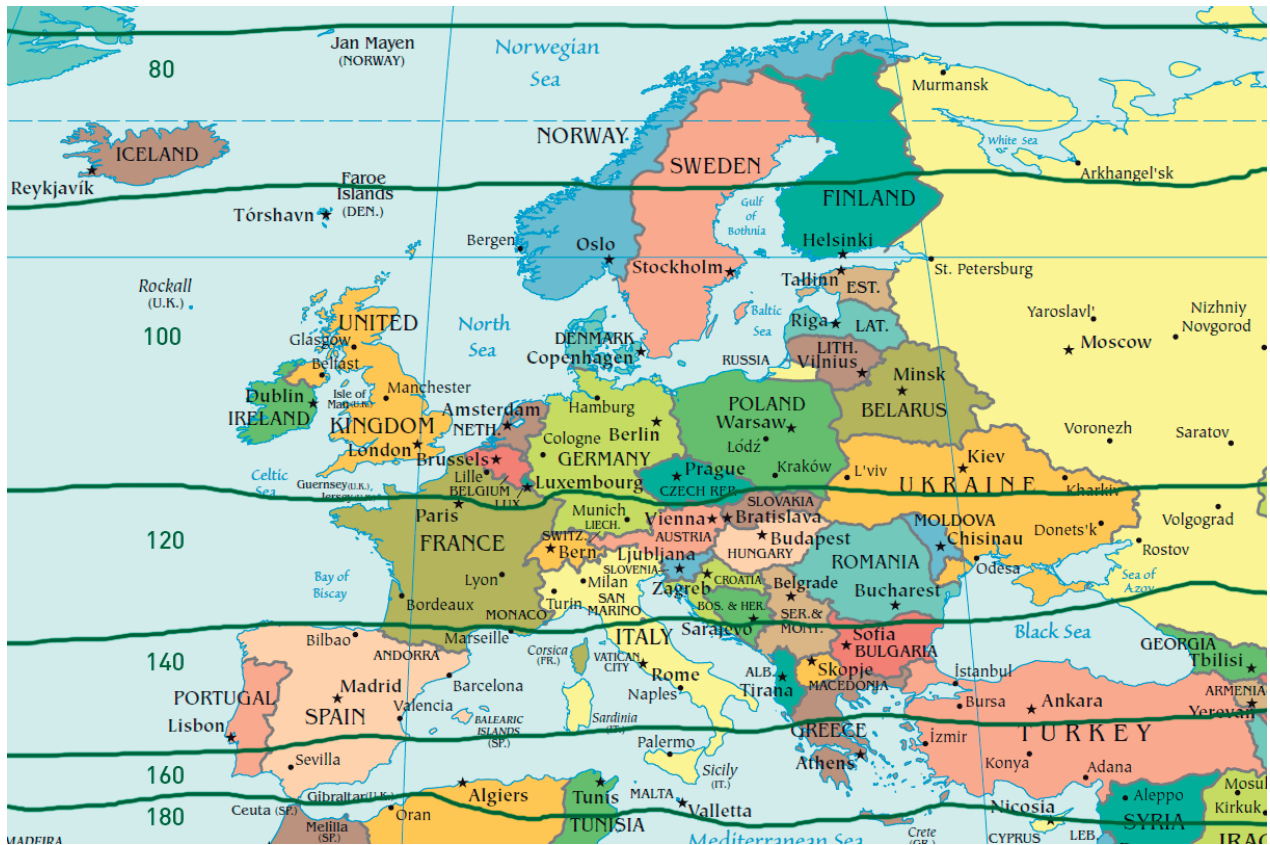 Jan Mayen
(NORWAY)
Norwegian
Sea
80
Murmansk
ICELAND
NORWAY
SWEDEN
White Sea
Reykjavík
Arkhangel'sk
Faroe
Islands
(DEN.)
Tórshavn
FINLAND
Gulf
of
Bothnia
Bergen
Oslo
Helsinki
Stockholm
St. Petersburg
Tallinn
EST.
Rockall
(U.K.)
100
UNITED
Glasgow
North
Sea
Baltic
Sea
Riga
LAT.
Yaroslavl'
Nizhniy
Novgorod
Moscow
DENMARK
Copenhagen
LITH.
Vilnius
RUSSIA
Belfast
Minsk
Dublin
Isle of
Man (U.K.)
Manchester
IRELAND
KINGDOM
London
Amsterdam
NETH.
Hamburg
Berlin
POLAND
Warsaw
BELARUS
Voronezh
Saratov
Cologne
GERMANY
Łódź
Celtic
Sea
Brussels
Lille
BELGIUM
LUX.
Luxembourg
Prague
CZECH REP.
Kraków
L'viv
Kiev
UKRAINE
Kharkiv
Guernsey (U.K.)
Jersey (U.K.)
Paris
Munich
LIECH.
SLOVAKIA
Vienna
Bratislava
AUSTRIA
MOLDOVA
Chisinau
Donets'k
Volgograd
120
FRANCE
SWITZ.
Bern
Budapest
HUNGARY
Rostov
Ljubljana
SLOVENIA
ROMANIA
Odesa
Bay of
Biscay
Lyon
Milan
Zagreb
CROATIA
Belgrade
Sea of
Azov
Bordeaux
Turin
SAN
MARINO
BOS. & HER.
SER.&
MONT.
Bucharest
MONACO
Bilbao
Marseille
ITALY
Sarajevo
Sofia
BULGARIA
Black Sea
GEORGIA
Tbilisi
140
ANDORRA
Corsica
(FR.)
VATICAN
CITY
Rome
ALB.
Tirana
Skopje
MACEDONIA
İstanbul
Barcelona
PORTUGAL
Madrid
Naples
ARMENIA
Yerevan
Lisbon
SPAIN
Valencia
BALEARIC
ISLANDS
(SP.)
Sardinia
(IT.)
GREECE
Bursa
Ankara
TURKEY
Palermo
Athens
İzmir
Konya
Adana
Sevilla
160
Sicily
(IT.)
Gibraltar (U.K.)
Algiers
Tunis
MALTA
Valletta
Nicosia
Aleppo
Mosul
Ceuta (SP.)
180
Oran
TUNISIA
Kirkuk
SYRIA
Melilla
(SP.)
MADEIRA
Mediterranean Sea
Crete
(GR.)
CYPRUS
LEB.
IRAQ